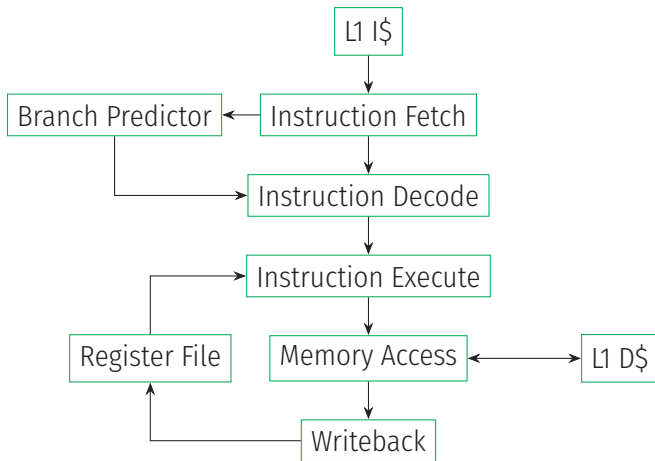 L1 I$
Branch Predictor
Instruction Fetch
Instruction Decode
Instruction Execute
Register File
Memory Access
L1 D$
Writeback